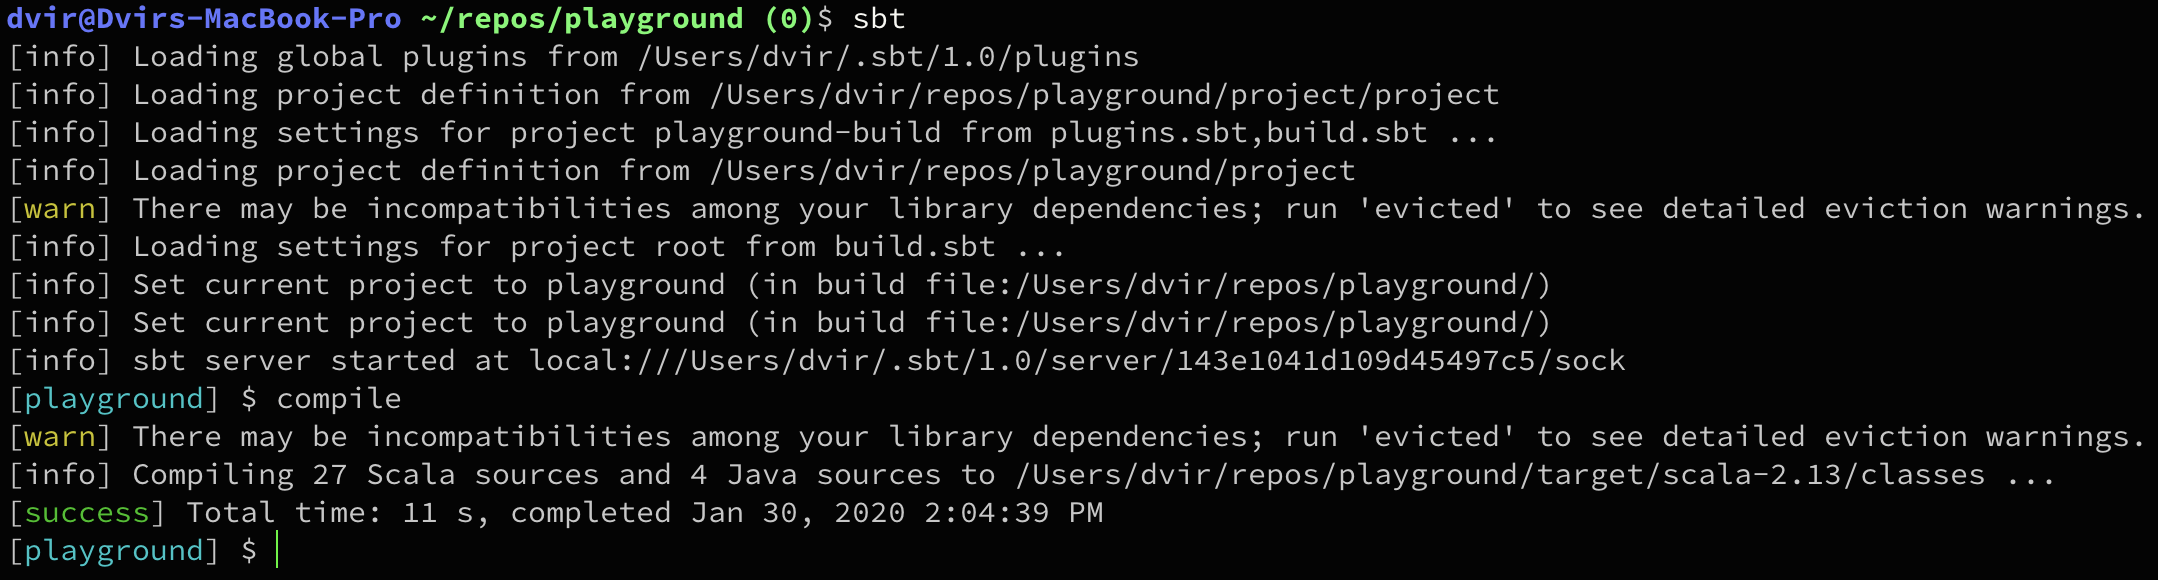 dvir@Dvirs-MacBook-Pro ~/repos/playground (0)$ sbt
[info] Loading global plugins from /Users/dvir/.sbt/1.0/plugins
[info] Loading project definition from /Users/dvir/repos/playground/project/project
[info] Loading settings for project playground-build from plugins.sbt,build.sbt ...
[info] Loading project definition from /Users/dvir/repos/playground/project
[warn] There may be incompatibilities among your library dependencies; run 'evicted' to see detailed eviction warnings.
[info] Loading settings for project root from build.sbt ...
[info] Set current project to playground (in build file:/Users/dvir/repos/playground/)
[info] Set current project to playground (in build file:/Users/dvir/repos/playground/)
[info] sbt server started at local:///Users/dvir/.sbt/1.0/server/143e1041d109d45497c5/sock
[playground] $ compile
[warn] There may be incompatibilities among your library dependencies; run 'evicted' to see detailed eviction warnings.
[info] Compiling 27 Scala sources and 4 Java sources to /Users/dvir/repos/playground/target/scala-2.13/classes ...
[success] Total time: 11 s, completed Jan 30, 2020 2:04:39 PM
[playground] $